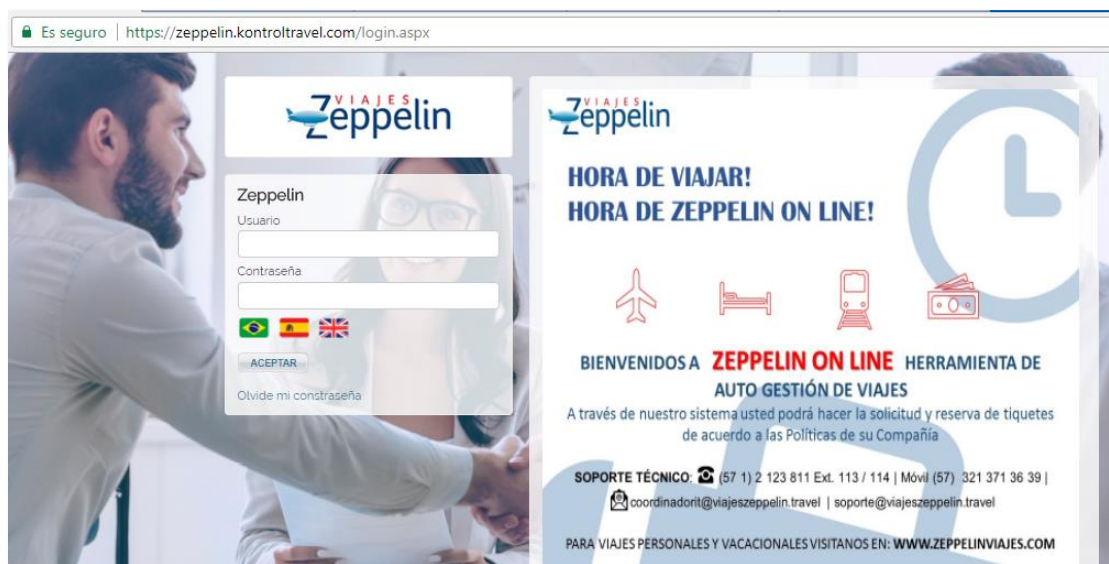 Es seguro | https://zeppelin.kontroltravel.com/login.aspx
VIAJES
Zeppelin
Zeppelin
Usuario
Contraseña
ACEPTAR
Olvide mi constraseña
VIAJES
Zeppelin
HORA DE VIAJAR!
HORA DE ZEPPELIN ON LINE!
BIENVENIDOS A ZEPPELIN ON LINE HERRAMIENTA DE
AUTO GESTIÓN DE VIAJES
A través de nuestro sistema usted podrá hacer la solicitud y reserva de tiquetes
de acuerdo a las Políticas de su Compañía
SOPORTE TÉCNICO: (57 1) 2 123 811 Ext. 113 / 114 | Móvil (57) 321 371 36 39 |
coordinadorit@viajeszeppelin.travel | soporte@viajeszeppelin.travel
PARA VIAJES PERSONALES Y VACACIONALES VISITANOS EN: WWW.ZEPPELINVIAJES.COM